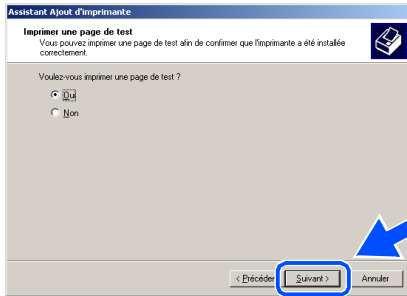 Assistant Ajout d'imprimante
Imprimer une page de test
Vous pouvez imprimer une page de test afin de confirmer que l'imprimante a été installée
correctement.
Voulez-vous imprimer une page de test ?
Oui
Non
< Précéder
Suivant >
Annuler